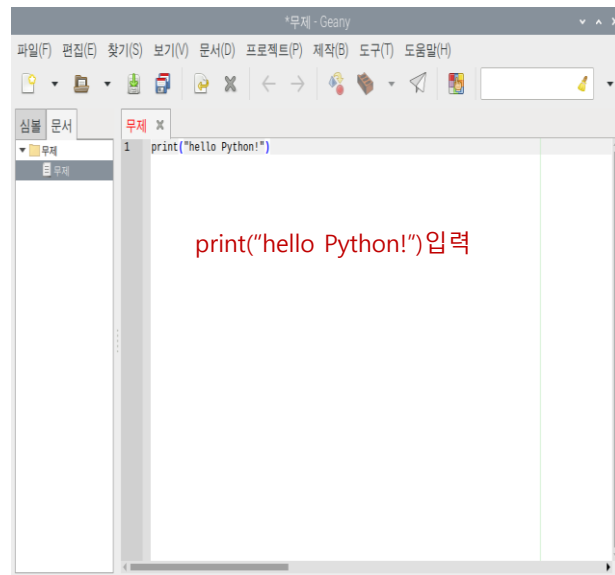 *무제 - Geany
파일(F) 편집(E) 찾기(S) 보기(V) 문서(D) 프로젝트(P) 제작(B) 도구(T) 도움말(H)
심볼 문서 무제
무제
무제
1 print("hello Python!")
print(“hello Python!”)입력